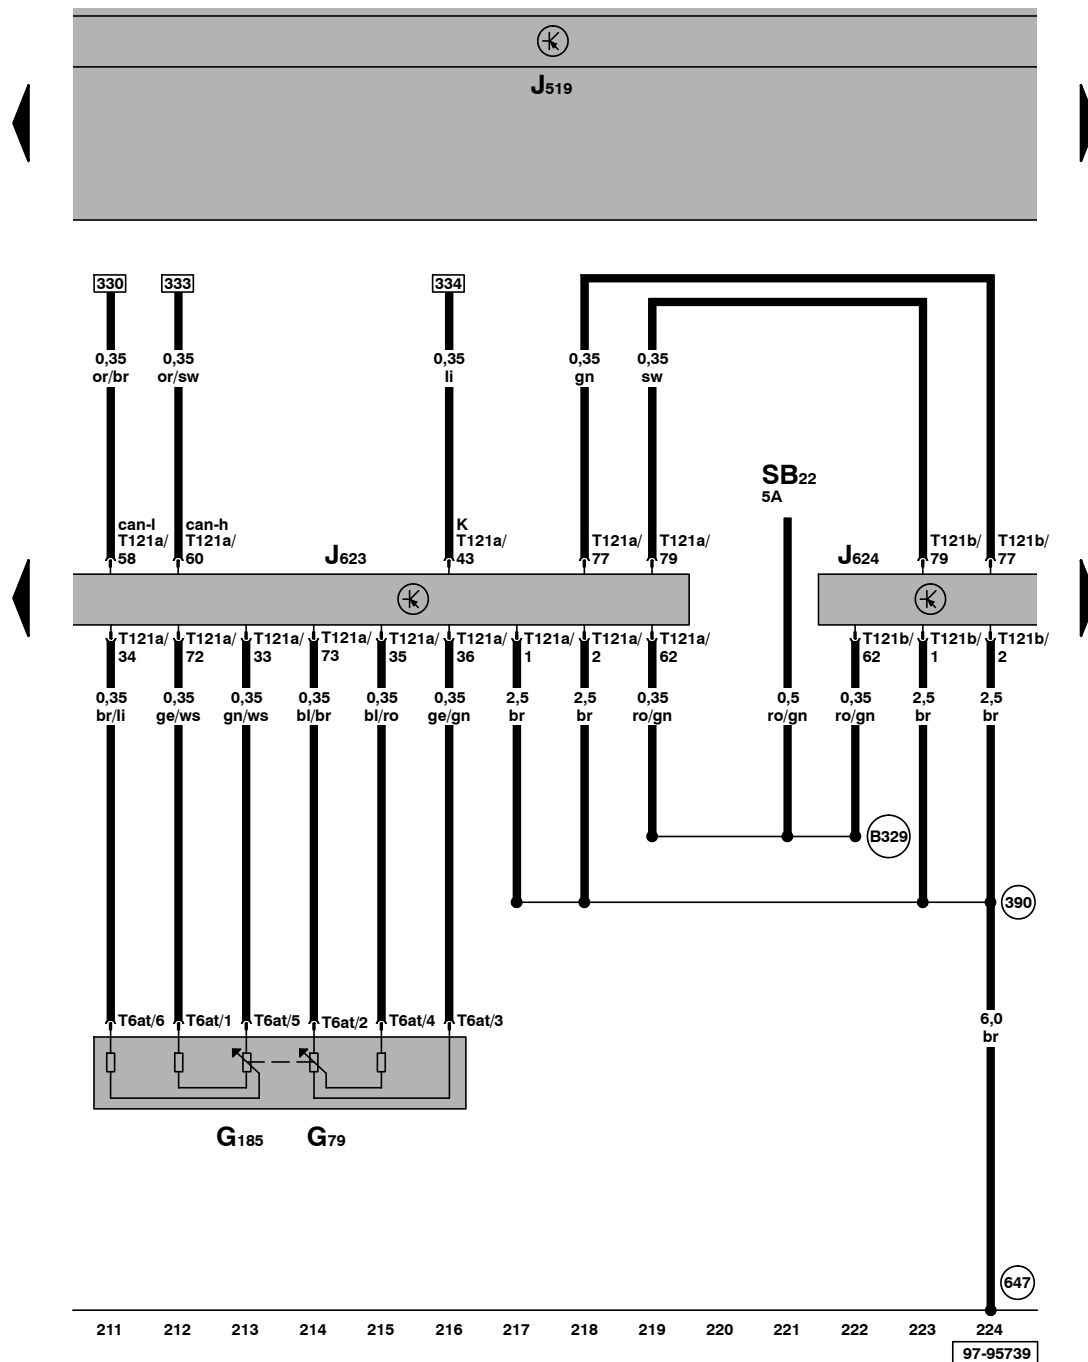 J519
330 333 334
0,35 0,35 0,35 0,35 0,35
or/br or/sw li gn sw
SB22
5A
can-l can-h K
T121a/ T121a/ T121a/ T121a/ T121a/ T121b/ T121b/
58 60 J623 43 77 79 J624 79 77
T121a/ T121a/ T121a/ T121a/ T121a/ T121a/ T121a/ T121a/ T121a/ T121b/ T121b/ T121b/
34 72 33 73 35 36 1 2 62 62 1 2
0,35 0,35 0,35 0,35 0,35 0,35 2,5 2,5 0,35 0,5 0,35 2,5 2,5
br/li ge/ws gn/ws bl/br bl/ro ge/gn br br ro/gn ro/gn ro/gn br br
B329
390
T6at/6 T6at/1 T6at/5 T6at/2 T6at/4 T6at/3
6,0
br
G185 G79
647
211 212 213 214 215 216 217 218 219 220 221 222 223 224
97-95739